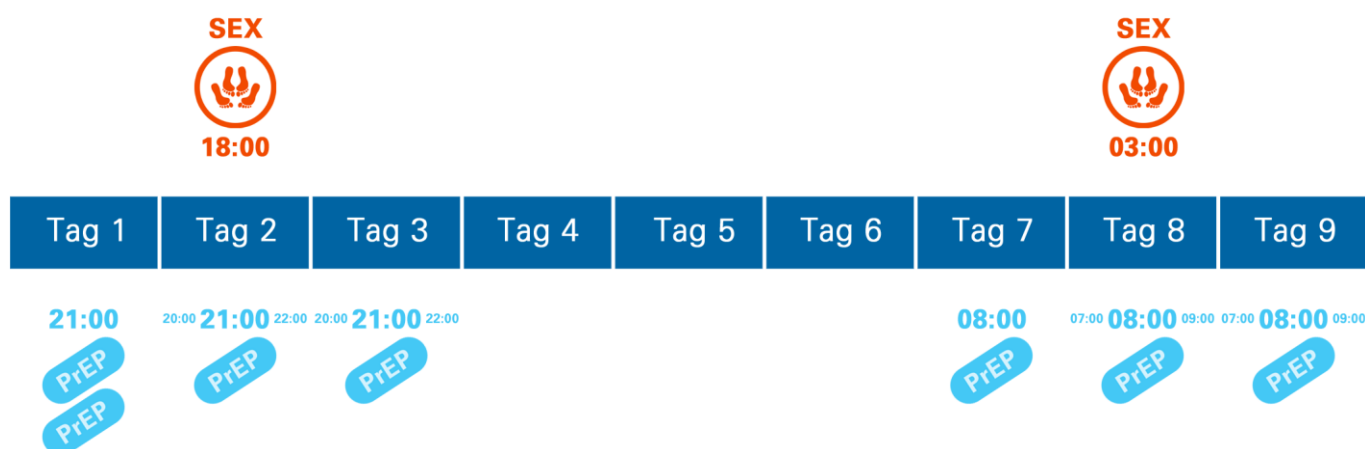 SEX SEX
18:00 03:00
Tag 1 Tag 2 Tag 3 Tag 4 Tag 5 Tag 6 Tag 7 Tag 8 Tag 9
21:00 20:00 21:00 22:00 20:00 21:00 22:00 08:00 07:00 08:00 09:00 07:00 08:00 09:00
PrEP PrEP PrEP PrEP PrEP PrEP
PrEP